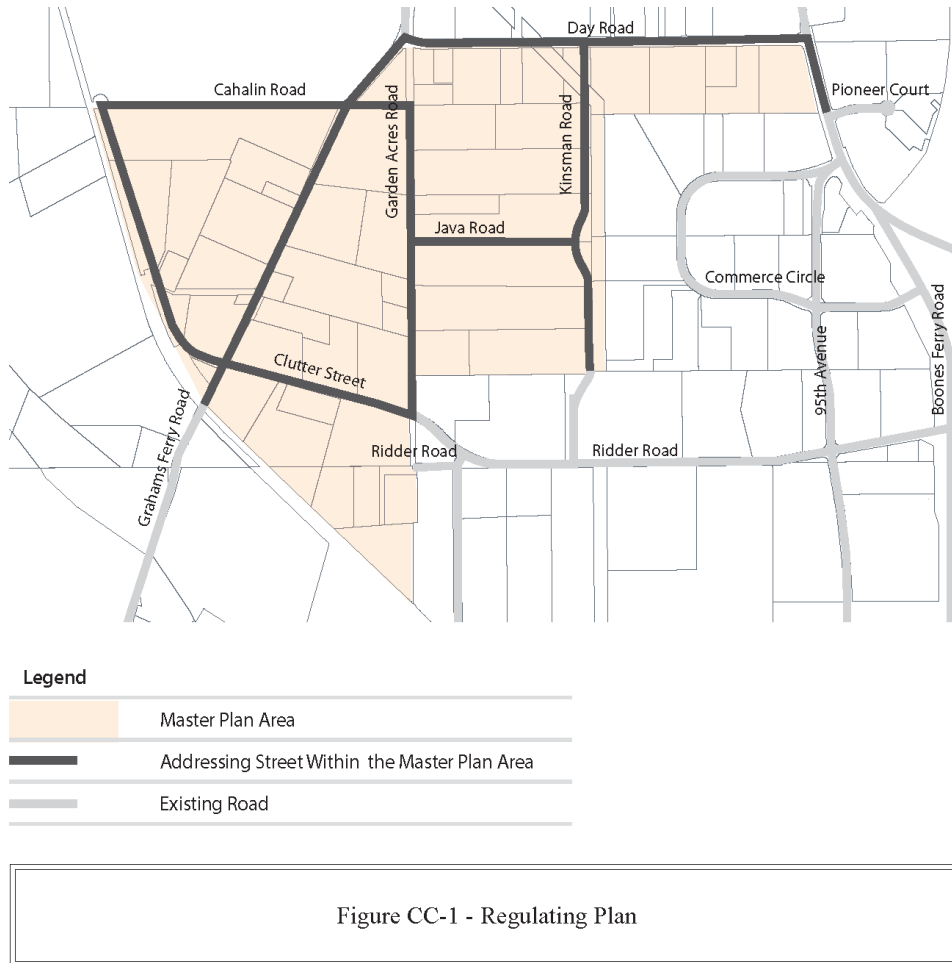 Day Road
Cahalin Road
Pioneer Court
Garden Acres Road
Kinsman Road
Java Road
Commerce Circle
Clutter Street
95th Avenue
Boones Ferry Road
Grahams Ferry Road
Ridder Road
Ridder Road
Legend
Master Plan Area
Addressing Street Within the Master Plan Area
Existing Road
Figure CC-1 - Regulating Plan